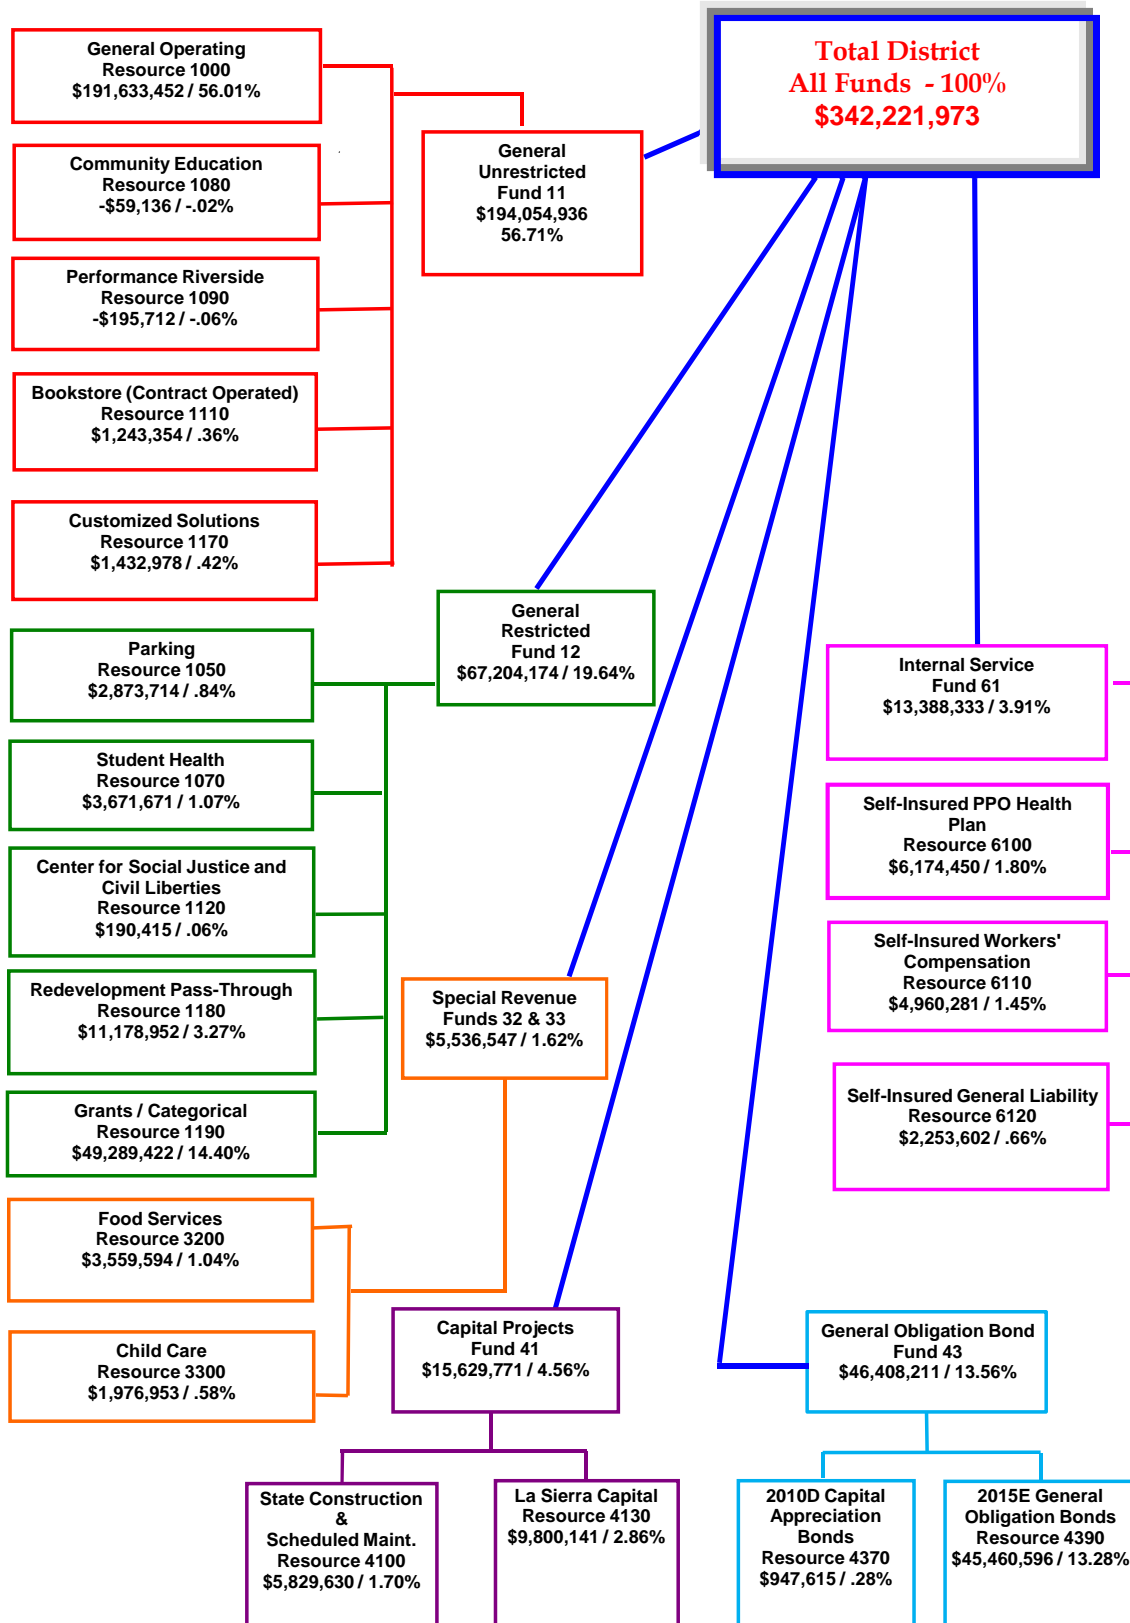 Total District
All Funds - 100%
$342,221,973
General Operating
Resource 1000
$191,633,452 / 56.01%
Community Education
Resource 1080
-$59,136 / -.02%
Performance Riverside
Resource 1090
-$195,712 / -.06%
Bookstore (Contract Operated)
Resource 1110
$1,243,354 / .36%
Customized Solutions
Resource 1170
$1,432,978 / .42%
General
Unrestricted
Fund 11
$194,054,936
56.71%
General
Restricted
Fund 12
$67,204,174 / 19.64%
Parking
Resource 1050
$2,873,714 / .84%
Student Health
Resource 1070
$3,671,671 / 1.07%
Center for Social Justice and
Civil Liberties
Resource 1120
$190,415 / .06%
Redevelopment Pass-Through
Resource 1180
$11,178,952 / 3.27%
Grants / Categorical
Resource 1190
$49,289,422 / 14.40%
Internal Service
Fund 61
$13,388,333 / 3.91%
Self-Insured PPO Health
Plan
Resource 6100
$6,174,450 / 1.80%
Self-Insured Workers'
Compensation
Resource 6110
$4,960,281 / 1.45%
Self-Insured General Liability
Resource 6120
$2,253,602 / .66%
Special Revenue
Funds 32 & 33
$5,536,547 / 1.62%
Food Services
Resource 3200
$3,559,594 / 1.04%
Child Care
Resource 3300
$1,976,953 / .58%
Capital Projects
Fund 41
$15,629,771 / 4.56%
General Obligation Bond
Fund 43
$46,408,211 / 13.56%
State Construction
&
Scheduled Maint.
Resource 4100
$5,829,630 / 1.70%
La Sierra Capital
Resource 4130
$9,800,141 / 2.86%
2010D Capital
Appreciation
Bonds
Resource 4370
$947,615 / .28%
2015E General
Obligation Bonds
Resource 4390
$45,460,596 / 13.28%